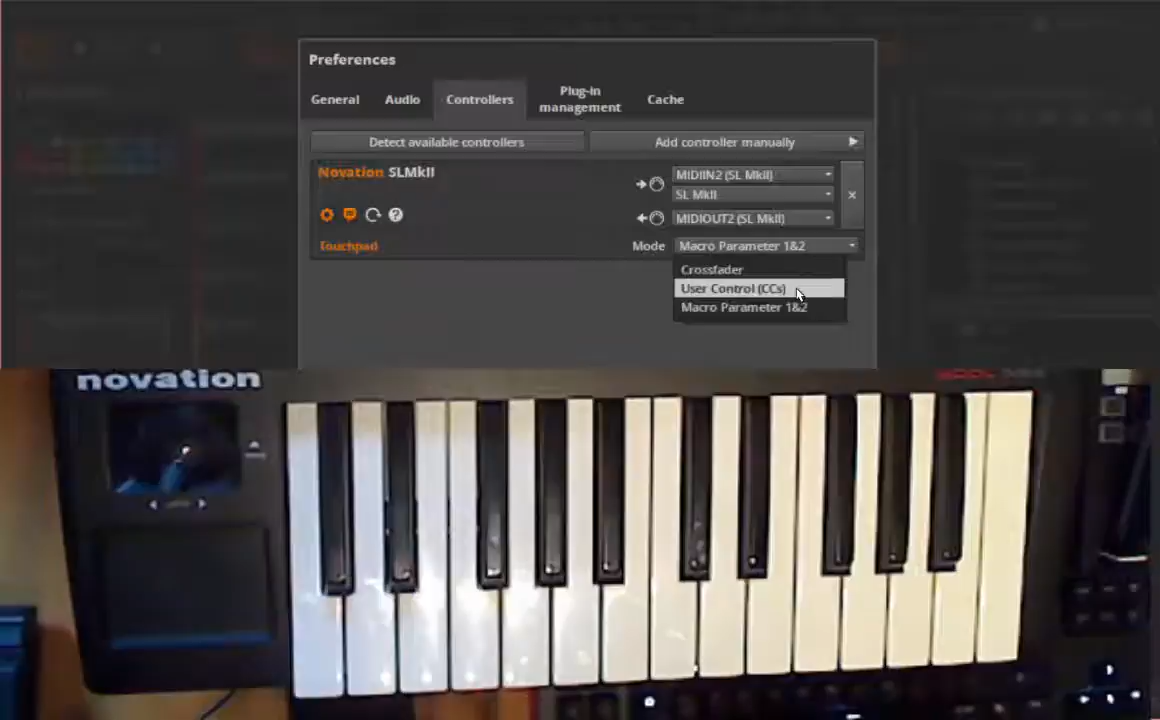 Preferences
General
Audio
Controllers
Plug-in
management
Cache
Detect available controllers
Add controller manually
Novation SLMkII
MIDIIN2 (SL MkII)
SL MkII
MIDIOUT2 (SL MkII)
Touchpad
Mode
Macro Parameter 1&2
Crossfader
User Control (CCs)
Macro Parameter 1&2
novation